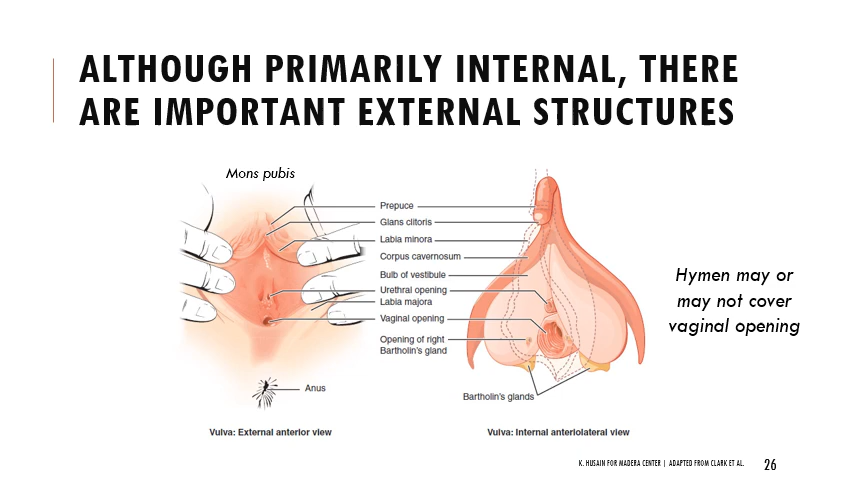 ALTHOUGH PRIMARILY INTERNAL, THERE
ARE IMPORTANT EXTERNAL STRUCTURES
Mons pubis
Prepuce
Glans clitoris
Labia minora
Corpus cavernosum
Bulb of vestibule
Urethral opening
Labia majora
Vaginal opening
Opening of right
Bartholin's gland
Anus
Bartholin's glands
Hymen may or
may not cover
vaginal opening
Vulva: External anterior view
Vulva: Internal anteriolateral view
K. HUSAIN FOR MADERA CENTER | ADAPTED FROM CLARK ET AL.
26